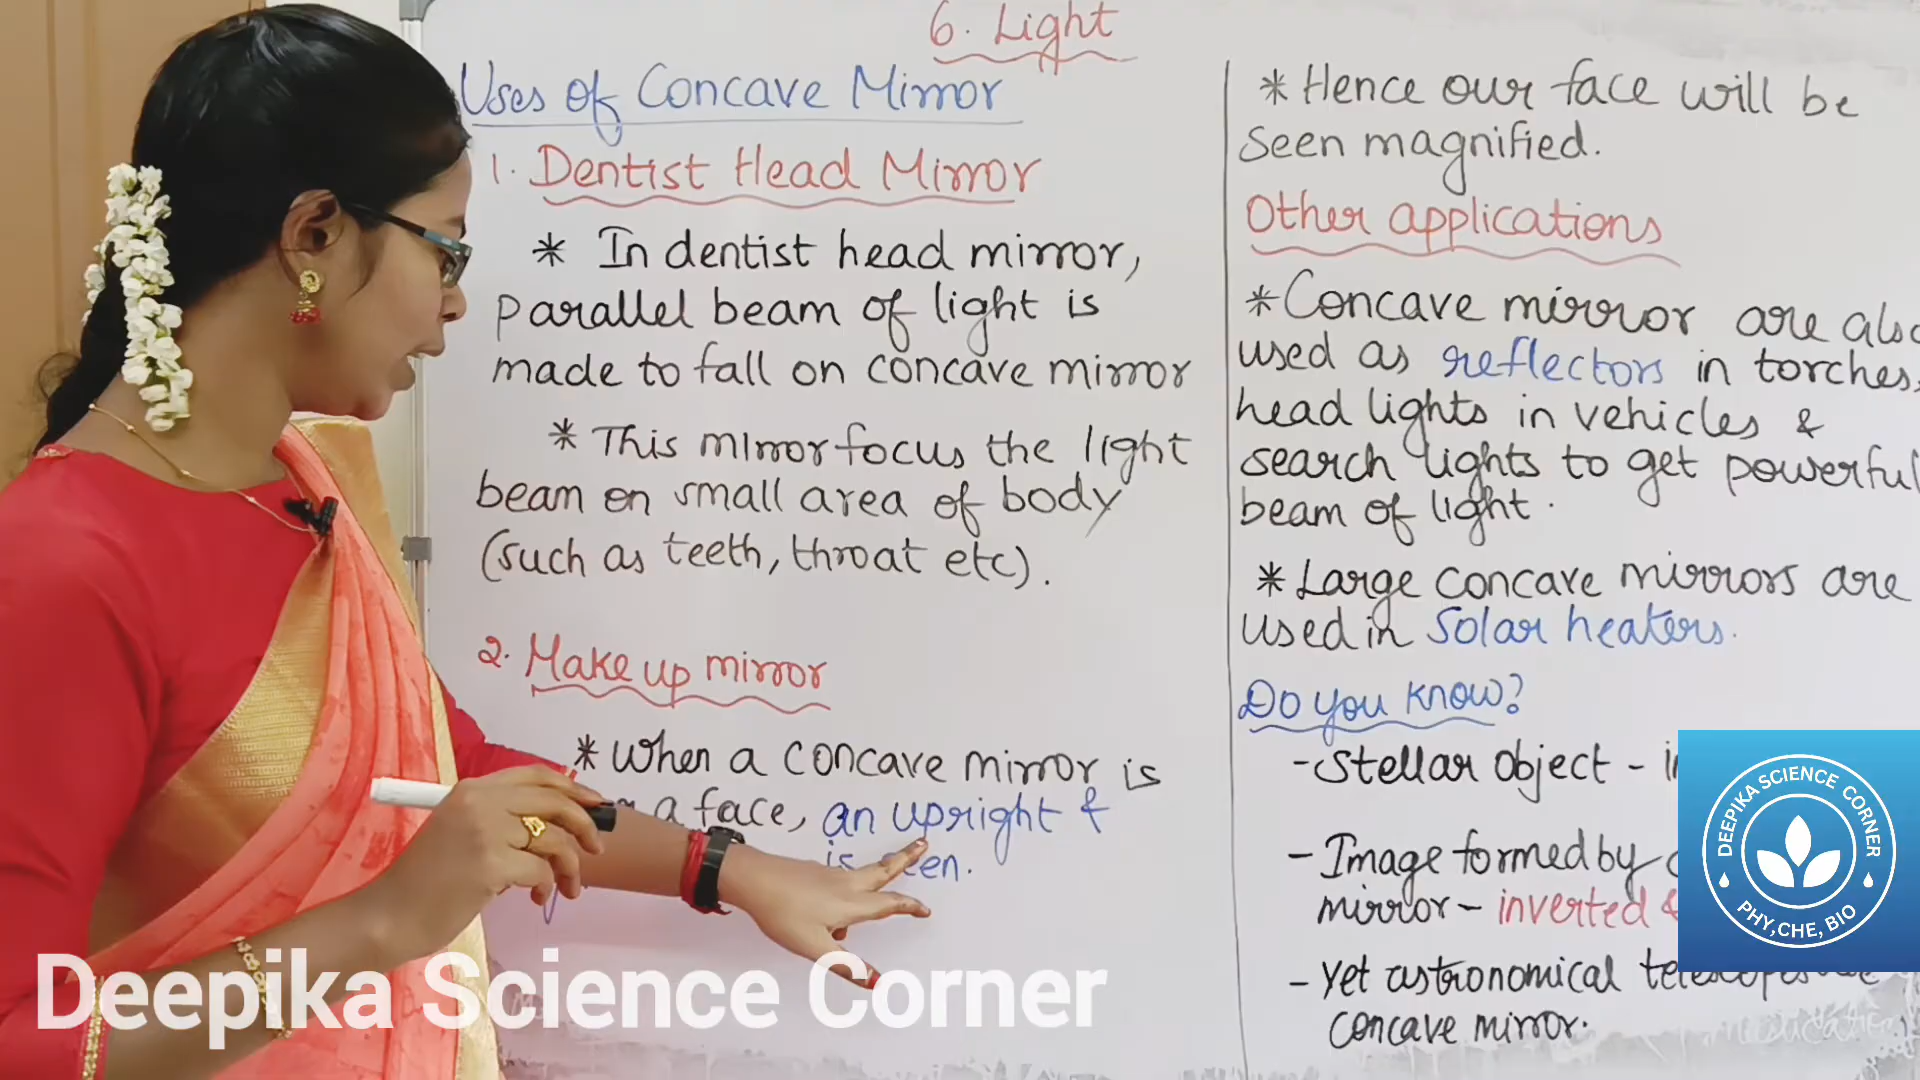 6. Light
Uses of Concave Mirror
1. Dentist Head Mirror
* In dentist head mirror,
parallel beam of light is
made to fall on concave mirror
* This mirror focus the light
beam on small area of body
(such as teeth, throat etc).
2. Make up mirror
* When a concave mirror is
a face, an upright &
is seen.
* Hence our face will be
seen magnified.
Other applications
* Concave mirror are also
used as reflectors in torches,
head lights in vehicles &
search lights to get powerful
beam of light.
* Large concave mirrors are
used in Solar heaters.
Do you know?
- Stellar object -
- Image formed by
mirror - inverted &
- Yet astronomical telescopes
concave mirror.
DEEPIKA SCIENCE CORNER
PHY, CHE, BIO
Deepika Science Corner